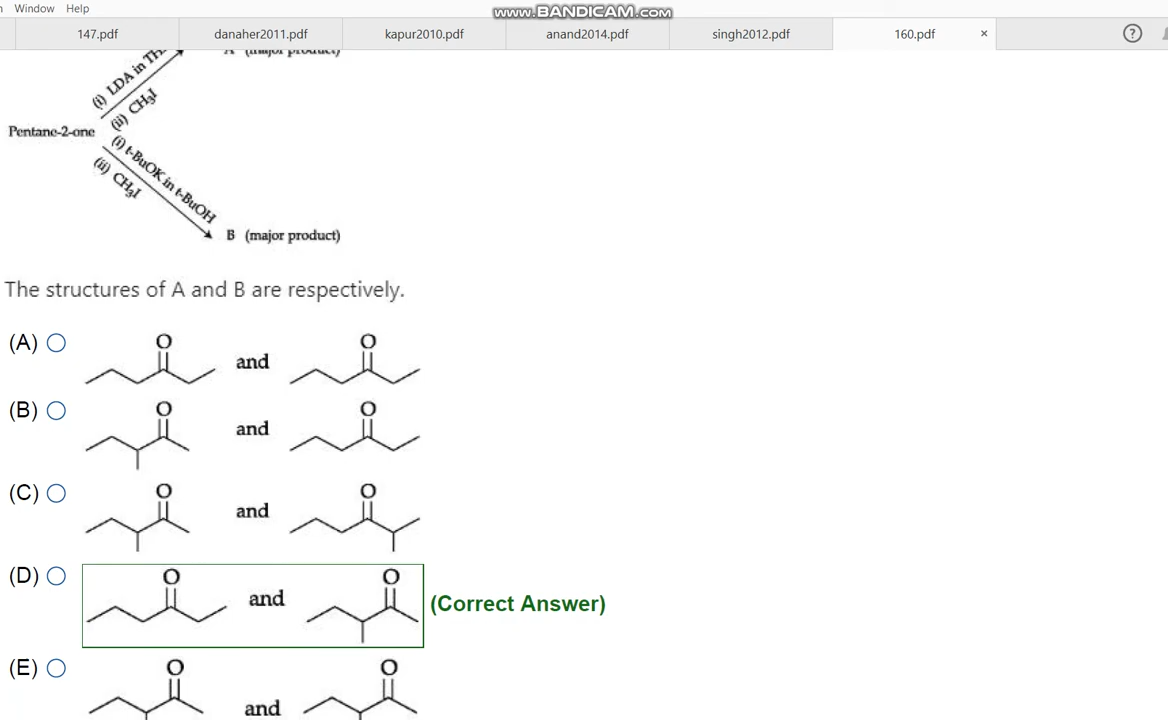 Window Help
www.BANDICAM.com
147.pdf danaher2011.pdf kapur2010.pdf anand2014.pdf singh2012.pdf 160.pdf × ?
(i) LDA in
(ii) CH3I
Pentane-2-one
(i) t-BuOK in t-BuOH
(ii) CH3I
B (major product)
The structures of A and B are respectively.
(A) O and O
(B) O and O
(C) O and O
(D) O and O (Correct Answer)
(E) O and O